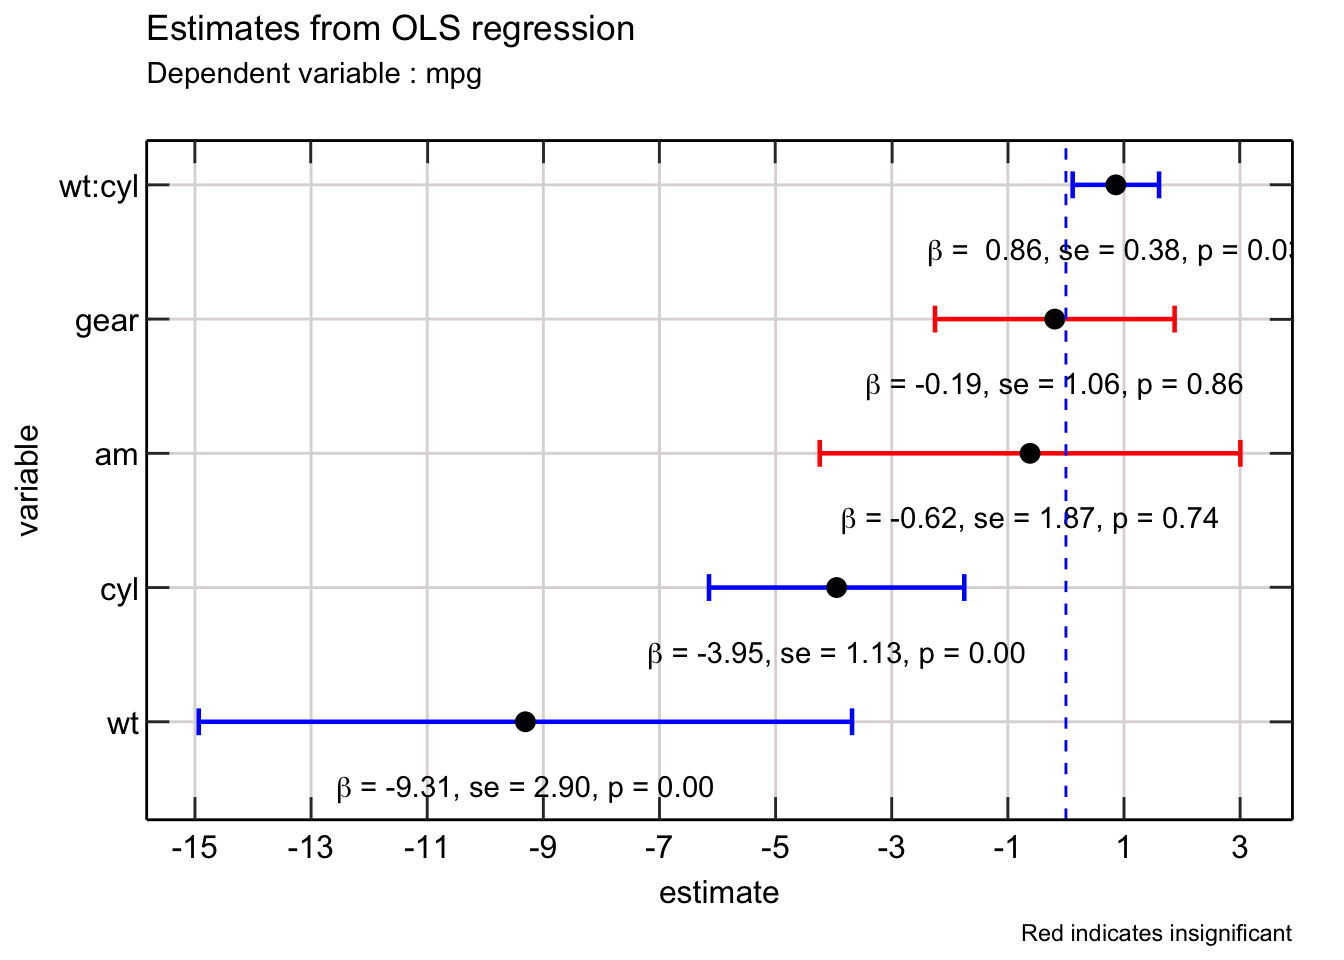 Estimates from OLS regression
Dependent variable : mpg
wt:cyl
β =  0.86, se = 0.38, p = 0.03
gear
β = -0.19, se = 1.06, p = 0.86
am
β = -0.62, se = 1.87, p = 0.74
variable
cyl
β = -3.95, se = 1.13, p = 0.00
wt
β = -9.31, se = 2.90, p = 0.00
-15 -13 -11 -9 -7 -5 -3 -1 1 3
estimate
Red indicates insignificant